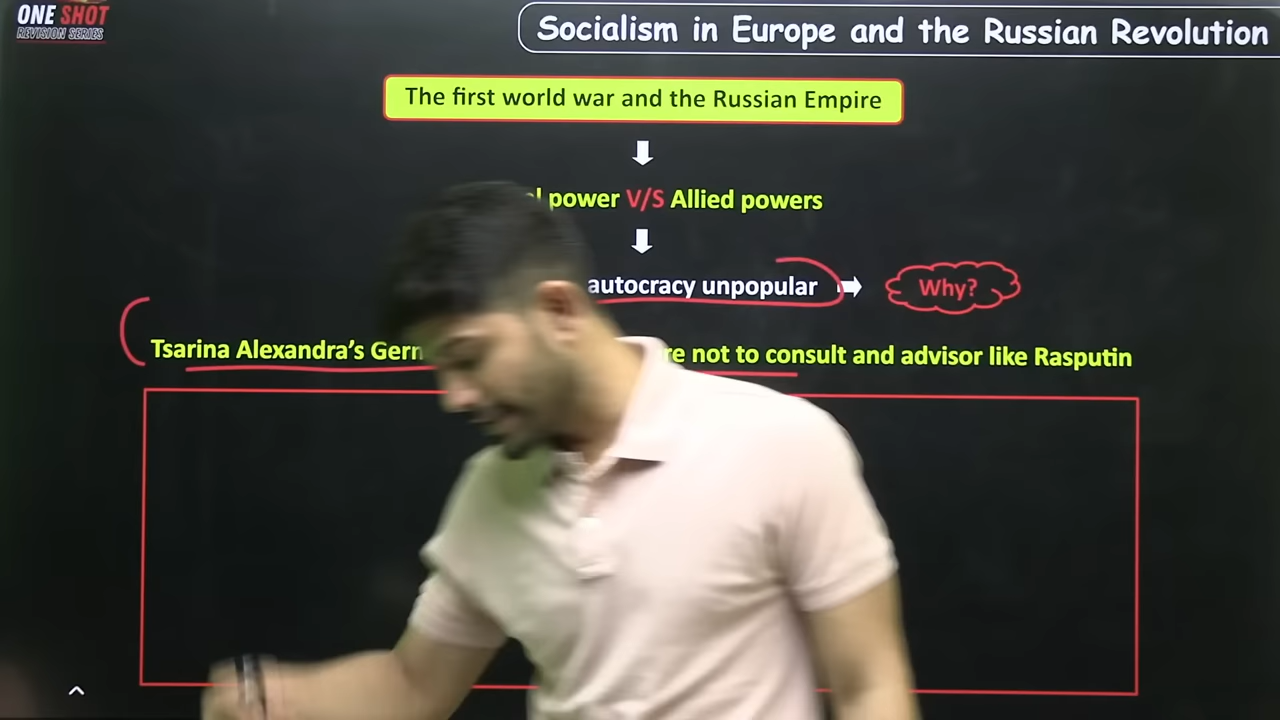 ONE SHOT
REVISION SERIES
Socialism in Europe and the Russian Revolution
The first world war and the Russian Empire
power V/S Allied powers
autocracy unpopular
Why?
Tsarina Alexandra's not to consult and advisor like Rasputin